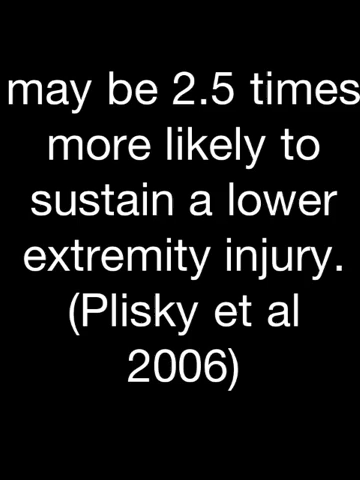 may be 2.5 times
more likely to
sustain a lower
extremity injury.
(Plisky et al
2006)